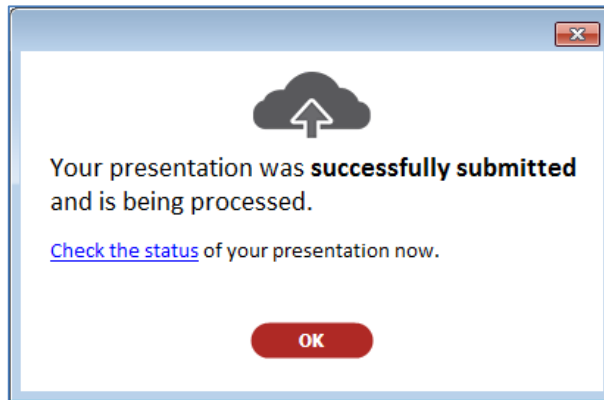 Your presentation was successfully submitted
and is being processed.
Check the status of your presentation now.
OK